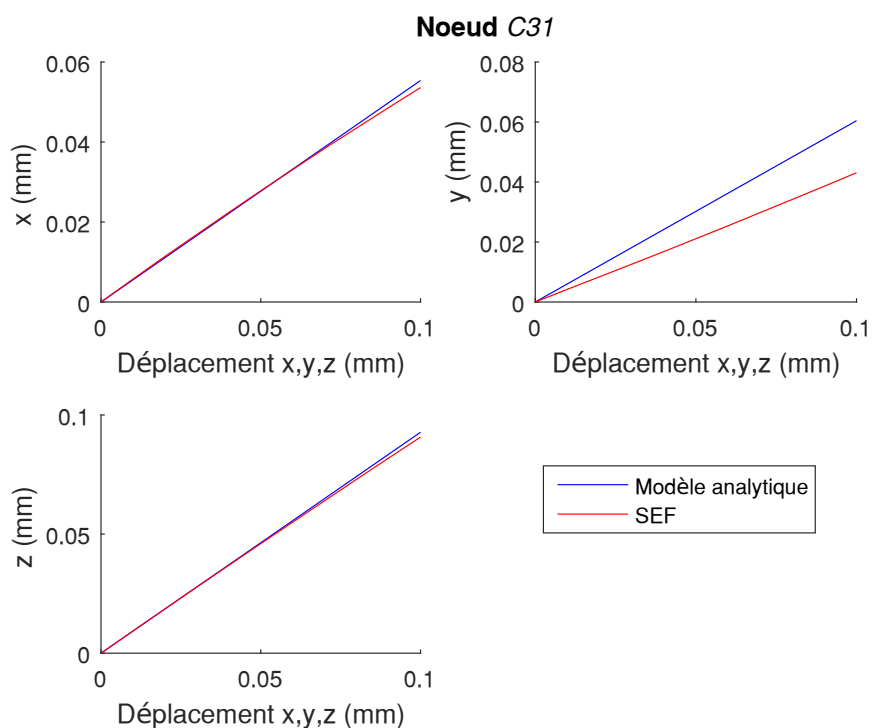 Noeud C31
0.06
0.04
0.02
0
x (mm)
0
0.05
0.1
Déplacement x,y,z (mm)
0.08
0.06
0.04
0.02
0
y (mm)
0
0.05
0.1
Déplacement x,y,z (mm)
0.1
0.05
0
z (mm)
0
0.05
0.1
Déplacement x,y,z (mm)
Modèle analytique
SEF